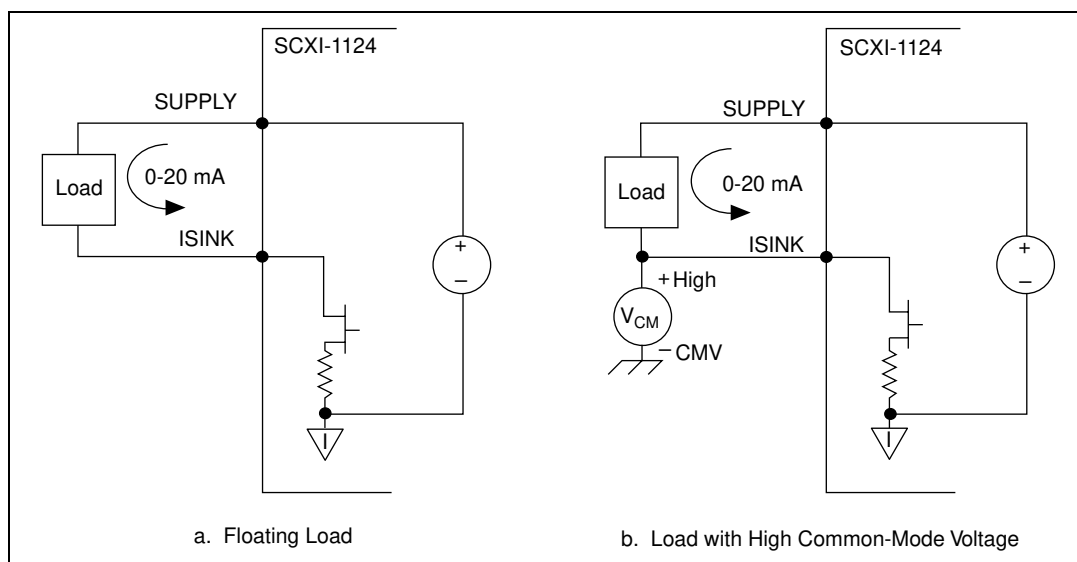 SCXI-1124
SUPPLY
Load
0-20 mA
ISINK
+
–
I
a. Floating Load
SCXI-1124
SUPPLY
Load
0-20 mA
ISINK
+High
VCM
– CMV
+
–
I
b. Load with High Common-Mode Voltage